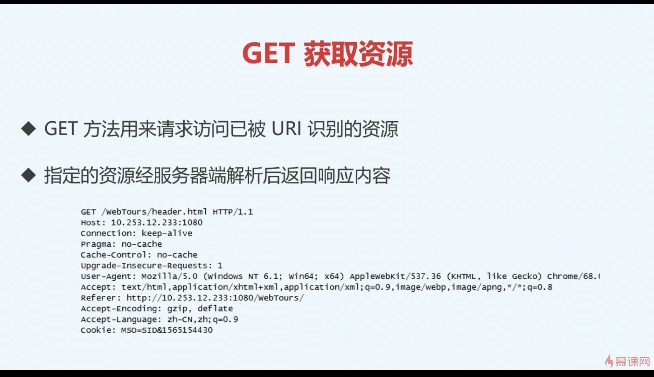 GET 获取资源
◆ GET 方法用来请求访问已被 URI 识别的资源
◆ 指定的资源经服务器端解析后返回响应内容
GET /WebTours/header.html HTTP/1.1
Host: 10.253.12.233:1080
Connection: keep-alive
Pragma: no-cache
Cache-Control: no-cache
Upgrade-Insecure-Requests: 1
User-Agent: Mozilla/5.0 (Windows NT 6.1; Win64; x64) AppleWebKit/537.36 (KHTML, like Gecko) Chrome/68.
Accept: text/html,application/xhtml+xml,application/xml;q=0.9,image/webp,image/apng,*/*;q=0.8
Referer: http://10.253.12.233:1080/WebTours/
Accept-Encoding: gzip, deflate
Accept-Language: zh-CN,zh;q=0.9
Cookie: MSO=SID&1565154430
慕课网